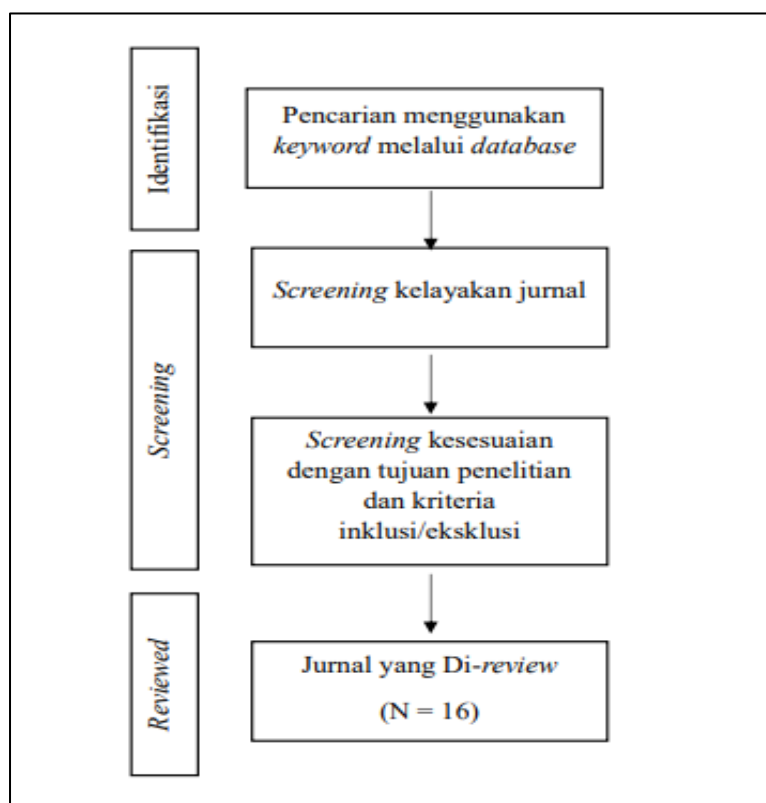 Identifikasi
Pencarian menggunakan
keyword melalui database
Screening
Screening kelayakan jurnal
Screening kesesuaian
dengan tujuan penelitian
dan kriteria
inklusi/eksklusi
Reviewed
Jurnal yang Di-review
(N = 16)